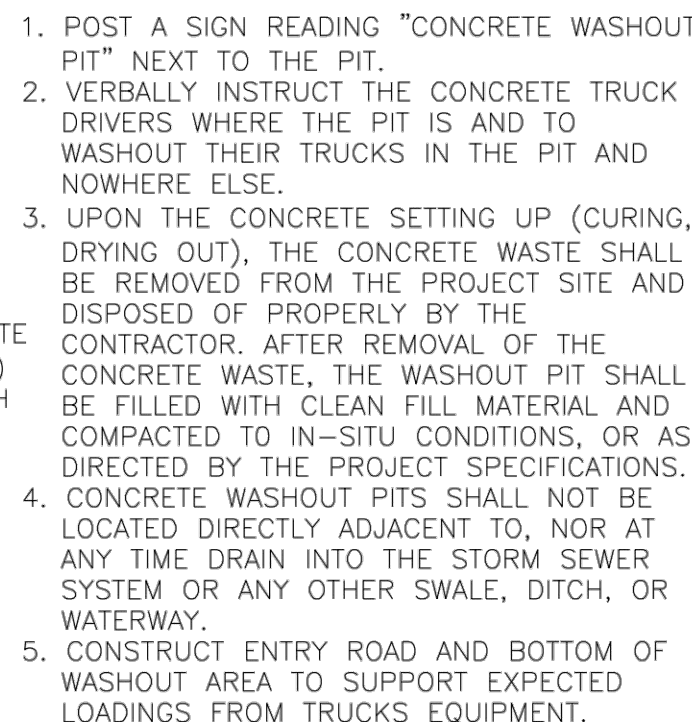 1. POST A SIGN READING "CONCRETE WASHOUT
PIT" NEXT TO THE PIT.
2. VERBALLY INSTRUCT THE CONCRETE TRUCK
DRIVERS WHERE THE PIT IS AND TO
WASHOUT THEIR TRUCKS IN THE PIT AND
NOWHERE ELSE.
3. UPON THE CONCRETE SETTING UP (CURING,
DRYING OUT), THE CONCRETE WASTE SHALL
BE REMOVED FROM THE PROJECT SITE AND
DISPOSED OF PROPERLY BY THE
CONTRACTOR. AFTER REMOVAL OF THE
CONCRETE WASTE, THE WASHOUT PIT SHALL
BE FILLED WITH CLEAN FILL MATERIAL AND
COMPACTED TO IN-SITU CONDITIONS, OR AS
DIRECTED BY THE PROJECT SPECIFICATIONS.
4. CONCRETE WASHOUT PITS SHALL NOT BE
LOCATED DIRECTLY ADJACENT TO, NOR AT
ANY TIME DRAIN INTO THE STORM SEWER
SYSTEM OR ANY OTHER SWALE, DITCH, OR
WATERWAY.
5. CONSTRUCT ENTRY ROAD AND BOTTOM OF
WASHOUT AREA TO SUPPORT EXPECTED
LOADINGS FROM TRUCKS EQUIPMENT.